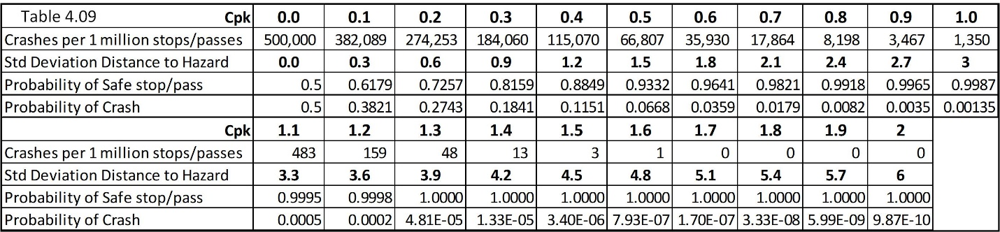 Table 4.09 Cpk 0.0 0.1 0.2 0.3 0.4 0.5 0.6 0.7 0.8 0.9 1.0
Crashes per 1 million stops/passes 500,000 382,089 274,253 184,060 115,070 66,807 35,930 17,864 8,198 3,467 1,350
Std Deviation Distance to Hazard 0.0 0.3 0.6 0.9 1.2 1.5 1.8 2.1 2.4 2.7 3
Probability of Safe stop/pass 0.5 0.6179 0.7257 0.8159 0.8849 0.9332 0.9641 0.9821 0.9918 0.9965 0.9987
Probability of Crash 0.5 0.3821 0.2743 0.1841 0.1151 0.0668 0.0359 0.0179 0.0082 0.0035 0.00135
Cpk 1.1 1.2 1.3 1.4 1.5 1.6 1.7 1.8 1.9 2
Crashes per 1 million stops/passes 483 159 48 13 3 1 0 0 0 0
Std Deviation Distance to Hazard 3.3 3.6 3.9 4.2 4.5 4.8 5.1 5.4 5.7 6
Probability of Safe stop/pass 0.9995 0.9998 1.0000 1.0000 1.0000 1.0000 1.0000 1.0000 1.0000 1.0000
Probability of Crash 0.0005 0.0002 4.81E-05 1.33E-05 3.40E-06 7.93E-07 1.70E-07 3.33E-08 5.99E-09 9.87E-10